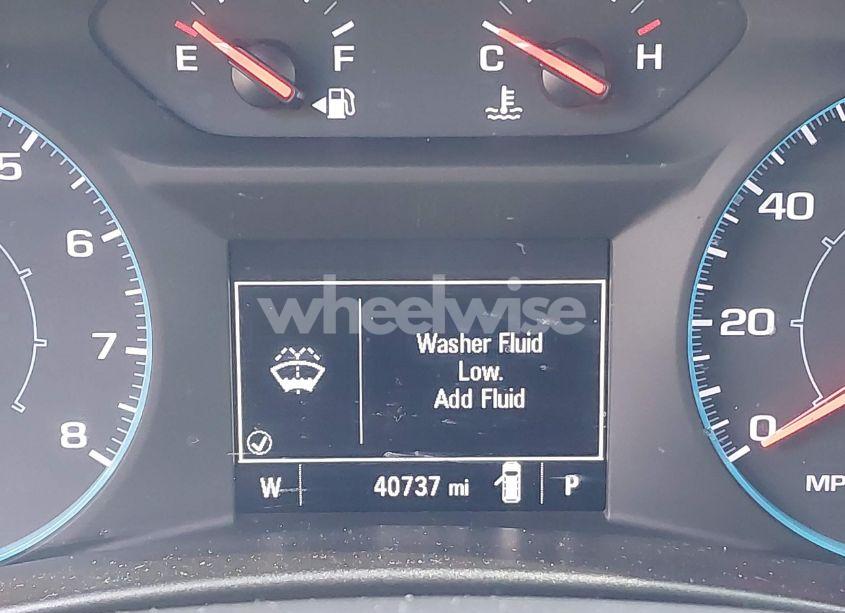 E F
C H
5
6
7
8
40
20
0
MP
wheelwise
Washer Fluid
Low.
Add Fluid
W 40737 mi P